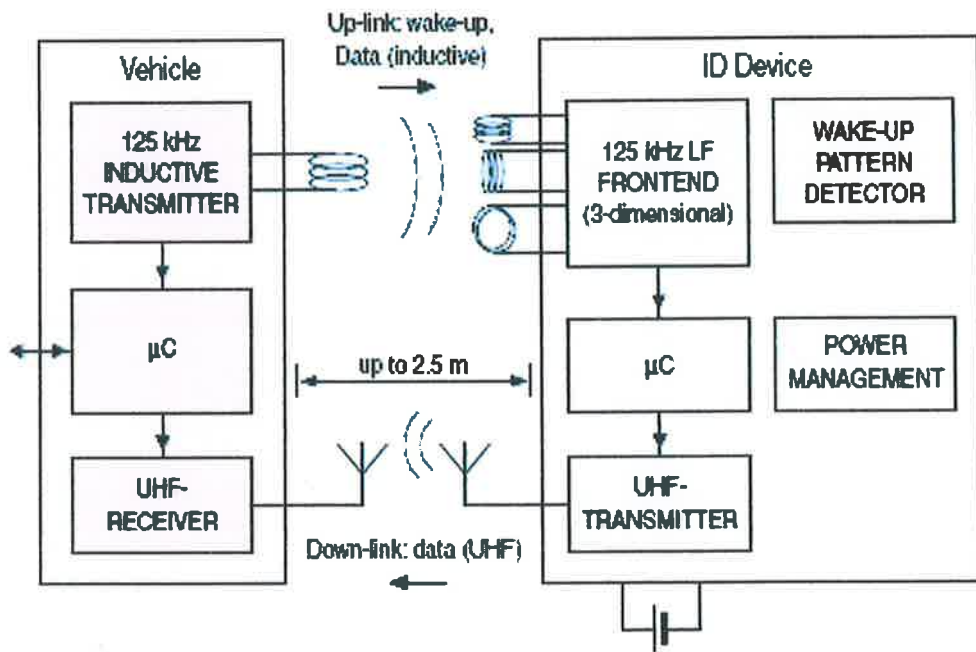 Up-link: wake-up,
Data (inductive)
Vehicle
125 kHz
INDUCTIVE
TRANSMITTER
µC
UHF-
RECEIVER
up to 2.5 m
Down-link: data (UHF)
ID Device
125 kHz LF
FRONTEND
(3-dimensional)
WAKE-UP
PATTERN
DETECTOR
µC
POWER
MANAGEMENT
UHF-
TRANSMITTER